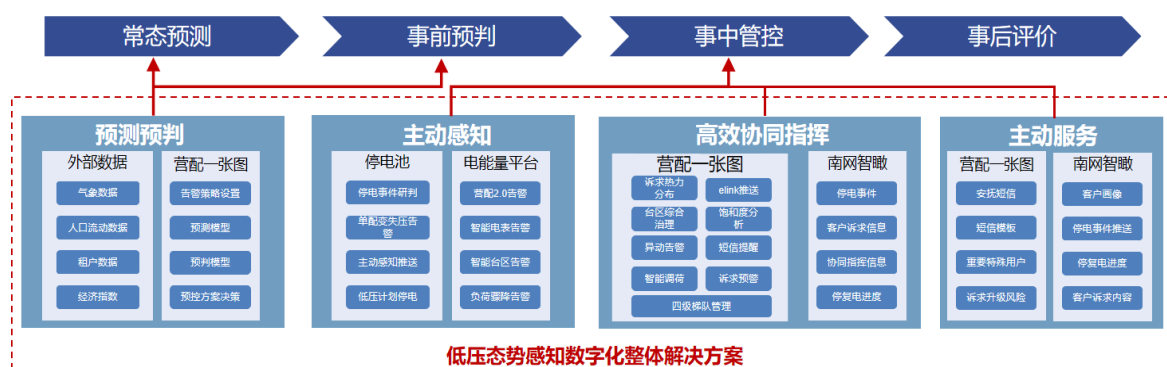 常态预测
事前预判
事中管控
事后评价
预测预判
外部数据
气象数据
人口流动数据
租户数据
经济指数
营配一张图
告警策略设置
预测模型
预判模型
预控方案决策
主动感知
停电池
停电事件研判
单配变失压告
警
主动感知推送
低压计划停电
电能量平台
营配2.0告警
智能电表告警
智能台区告警
负荷骤降告警
高效协同指挥
营配一张图
诉求热力
分布
elink推送
台区综合
治理
饱和度分
析
异动告警
短信提醒
智能调荷
诉求预警
四级梯队管理
南网智瞰
停电事件
客户诉求信息
协同指挥信息
停复电进度
主动服务
营配一张图
安抚短信
短信模板
重要特殊用户
诉求升级风险
南网智瞰
客户画像
停电事件推送
停复电进度
客户诉求内容
低压态势感知数字化整体解决方案